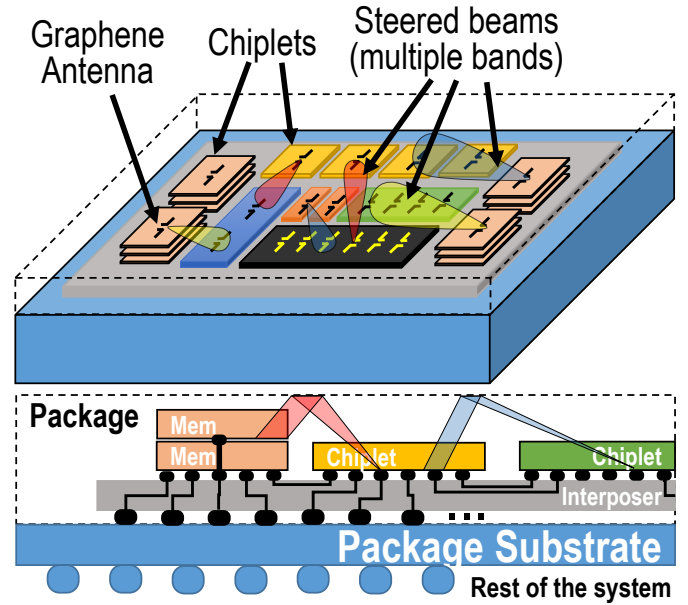 Graphene
Antenna
Chiplets
Steered beams
(multiple bands)
Package
Mem
Mem
Chiplet
Chiplet
Interposer
...
Package Substrate
Rest of the system